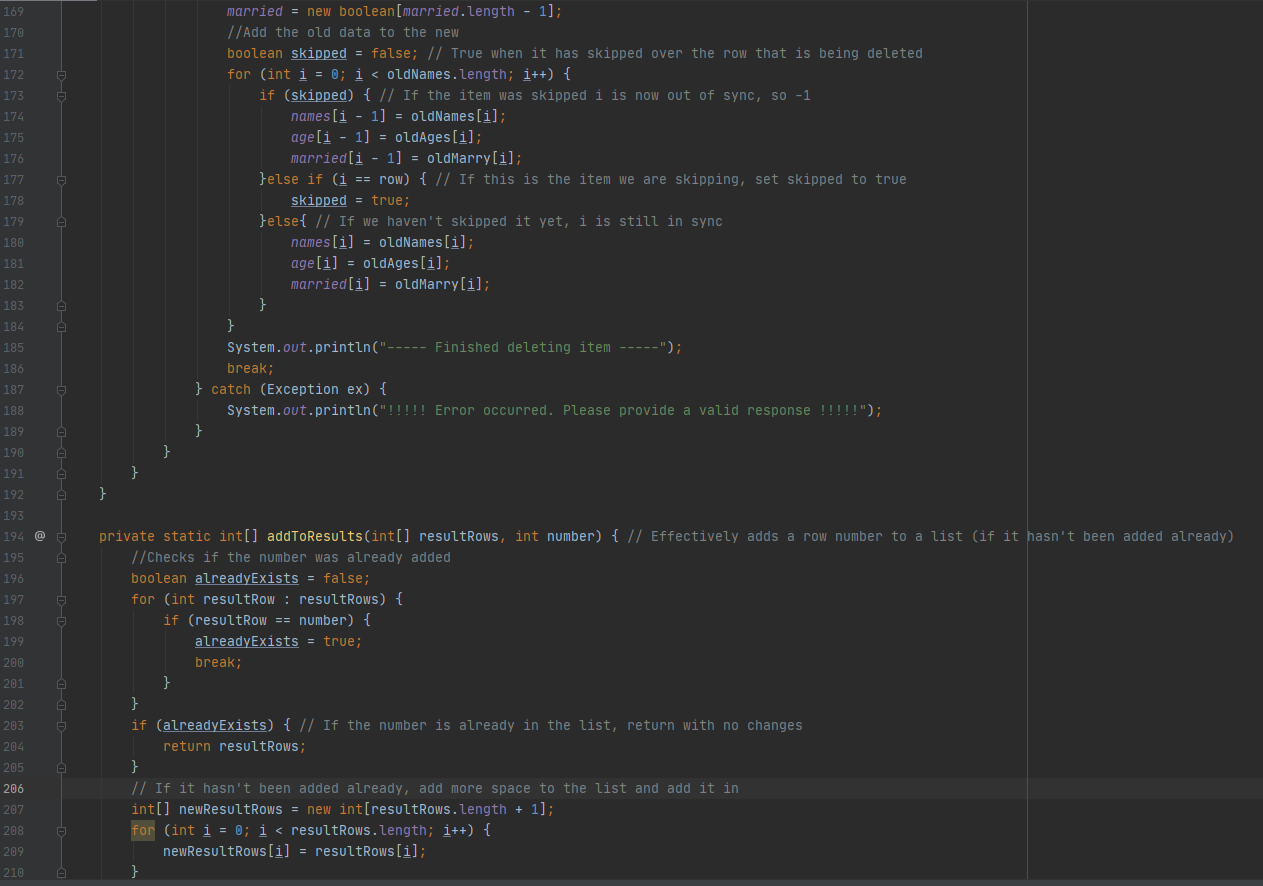 169 married = new boolean[married.length - 1];
170 //Add the old data to the new
171 boolean skipped = false; // True when it has skipped over the row that is being deleted
172 for (int i = 0; i < oldNames.length; i++) {
173 if (skipped) { // If the item was skipped i is now out of sync, so -1
174 names[i - 1] = oldNames[i];
175 age[i - 1] = oldAges[i];
176 married[i - 1] = oldMarry[i];
177 }else if (i == row) { // If this is the item we are skipping, set skipped to true
178 skipped = true;
179 }else{ // If we haven't skipped it yet, i is still in sync
180 names[i] = oldNames[i];
181 age[i] = oldAges[i];
182 married[i] = oldMarry[i];
183 }
184 }
185 System.out.println("----- Finished deleting item -----");
186 break;
187 } catch (Exception ex) {
188 System.out.println("!!!!! Error occurred. Please provide a valid response !!!!!");
189 }
190 }
191 }
192 }
193
194 @ private static int[] addToResults(int[] resultRows, int number) { // Effectively adds a row number to a list (if it hasn't been added already)
195 //Checks if the number was already added
196 boolean alreadyExists = false;
197 for (int resultRow : resultRows) {
198 if (resultRow == number) {
199 alreadyExists = true;
200 break;
201 }
202 }
203 if (alreadyExists) { // If the number is already in the list, return with no changes
204 return resultRows;
205 }
206 // If it hasn't been added already, add more space to the list and add it in
207 int[] newResultRows = new int[resultRows.length + 1];
208 for (int i = 0; i < resultRows.length; i++) {
209 newResultRows[i] = resultRows[i];
210 }